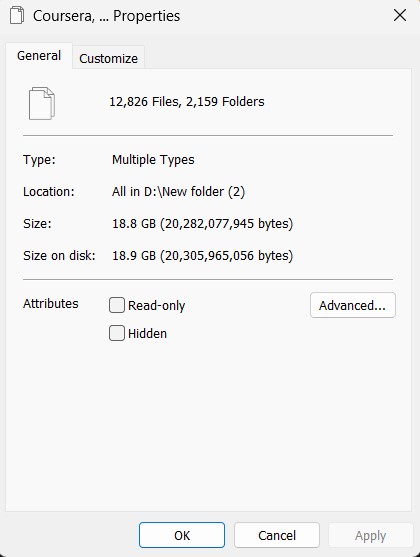 Coursera, ... Properties
General
Customize
12,826 Files, 2,159 Folders
Type: Multiple Types
Location: All in D:\New folder (2)
Size: 18.8 GB (20,282,077,945 bytes)
Size on disk: 18.9 GB (20,305,965,056 bytes)
Attributes Read-only Advanced...
Hidden
OK Cancel Apply